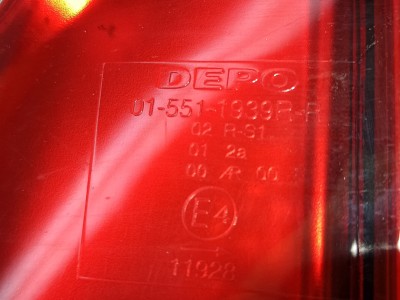 DEPO
01-551-1939R-R
02 R-S1
01 2a
00 AR 00
E4
11928